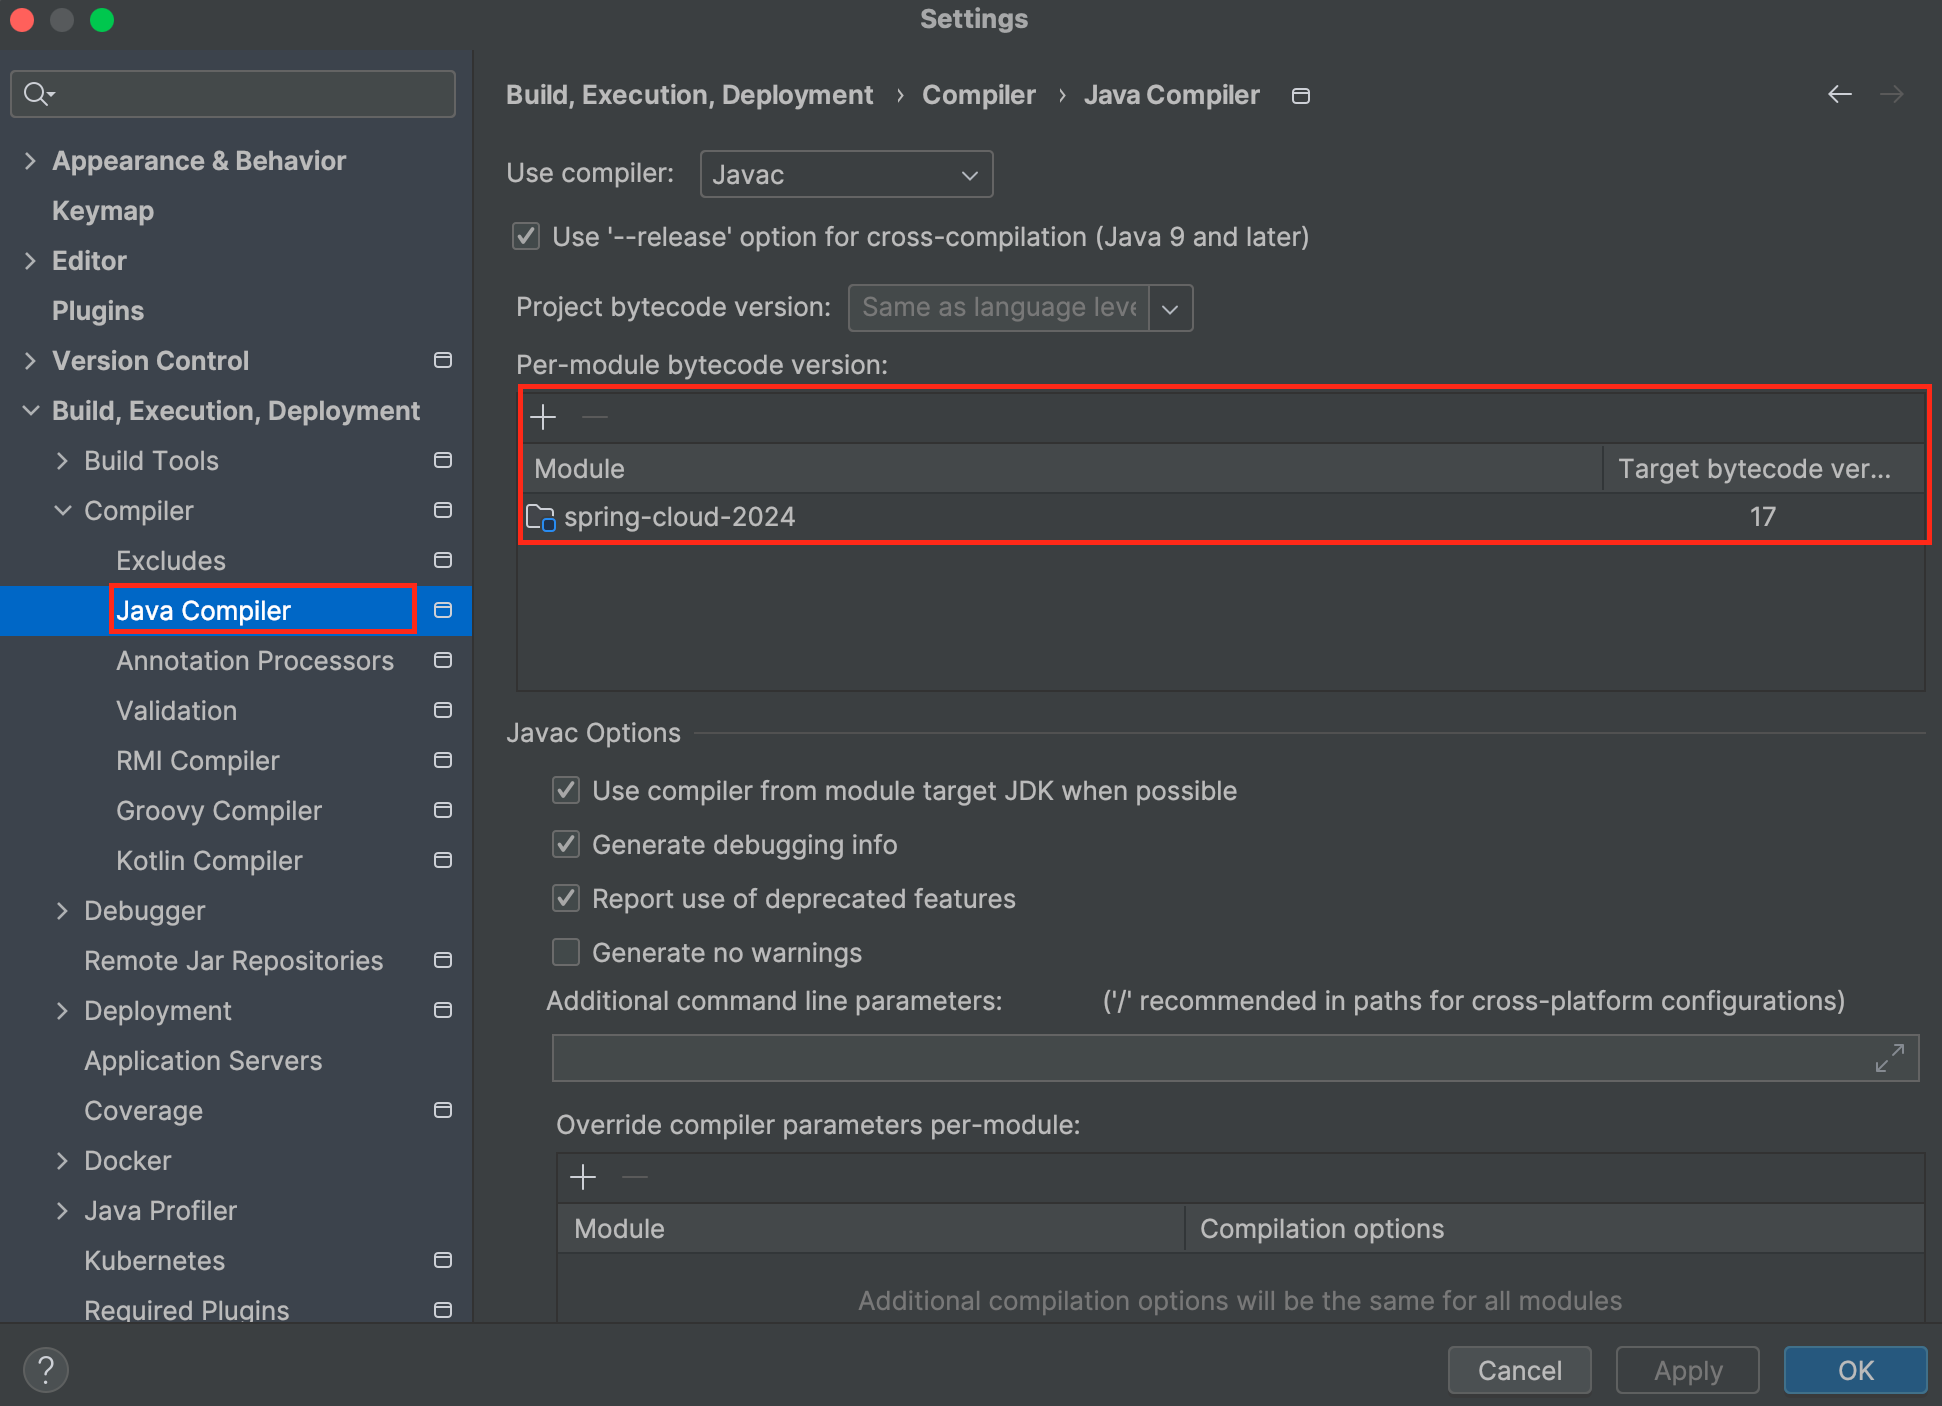 Settings
Appearance & Behavior
Keymap
Editor
Plugins
Version Control
Build, Execution, Deployment
Build Tools
Compiler
Excludes
Java Compiler
Annotation Processors
Validation
RMI Compiler
Groovy Compiler
Kotlin Compiler
Debugger
Remote Jar Repositories
Deployment
Application Servers
Coverage
Docker
Java Profiler
Kubernetes
Required Plugins
Build, Execution, Deployment › Compiler › Java Compiler
Use compiler: Javac
Use '--release' option for cross-compilation (Java 9 and later)
Project bytecode version: Same as language leve
Per-module bytecode version:
Module Target bytecode ver...
spring-cloud-2024 17
Javac Options
Use compiler from module target JDK when possible
Generate debugging info
Report use of deprecated features
Generate no warnings
Additional command line parameters: ('/' recommended in paths for cross-platform configurations)
Override compiler parameters per-module:
Module Compilation options
Additional compilation options will be the same for all modules
? Cancel Apply OK